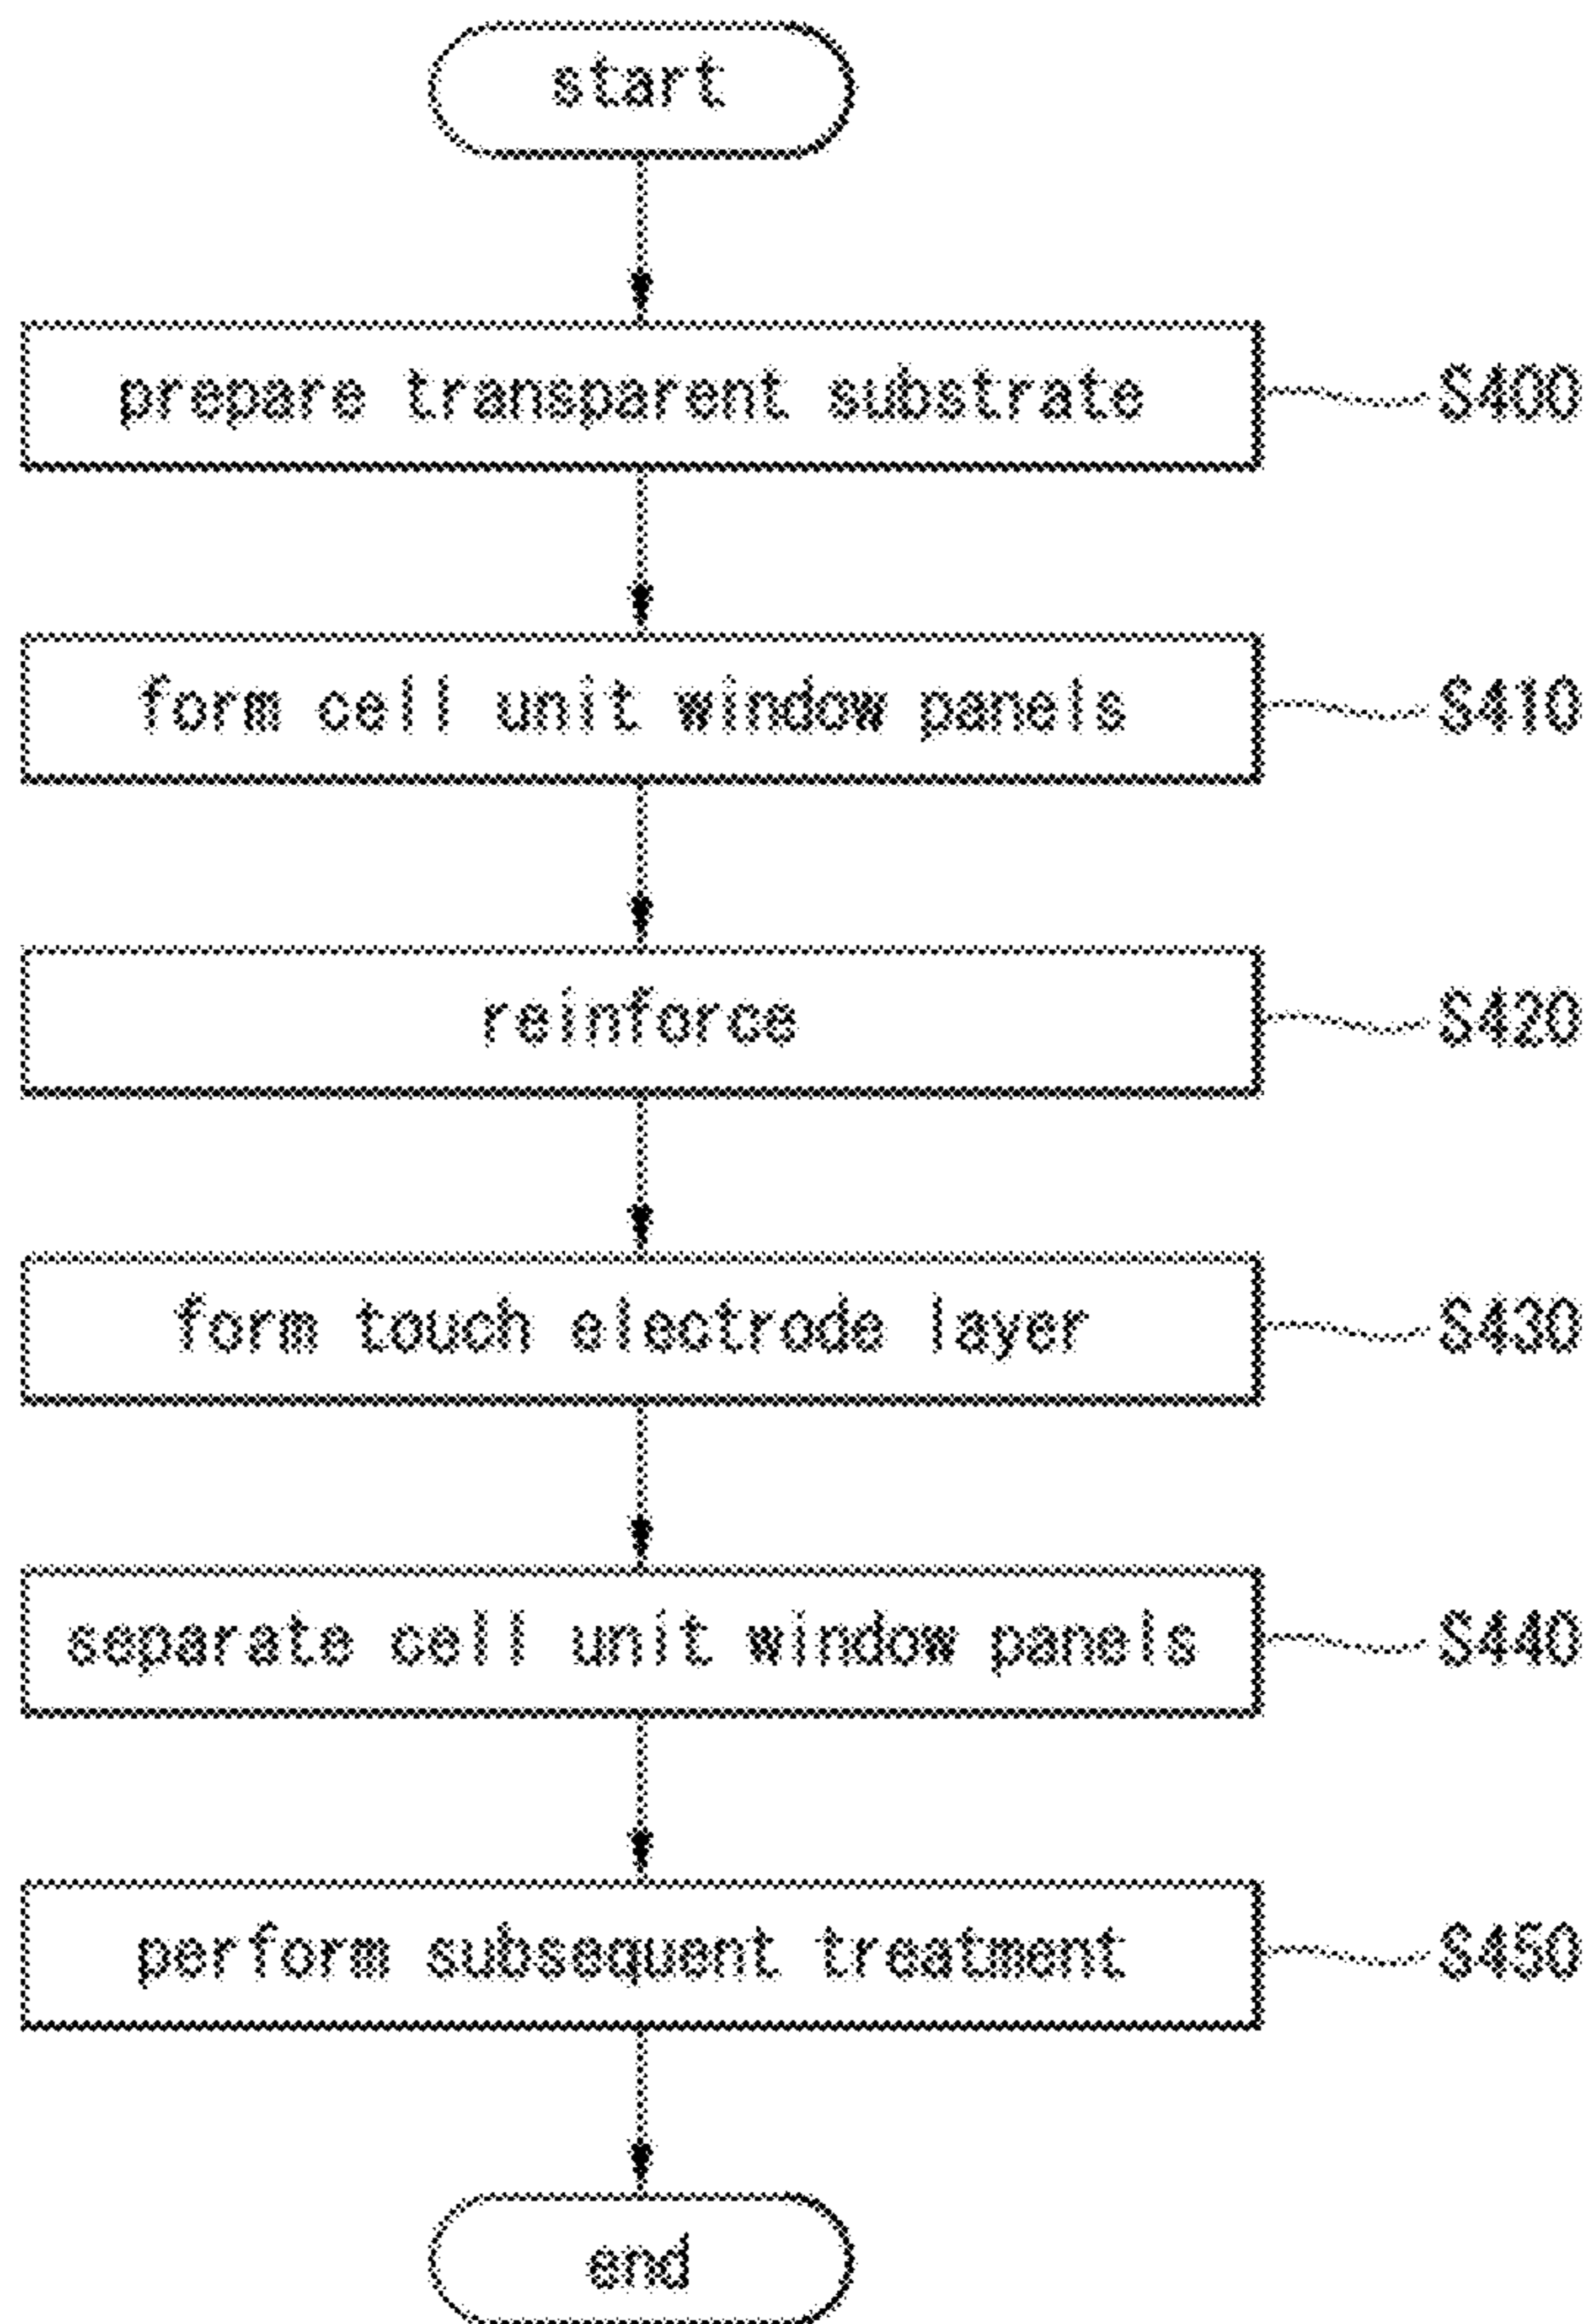 start
prepare transparent substrate S400
form cell unit window panels S410
reinforce S420
form touch electrode layer S430
separate cell unit window panels S440
perform subsequent treatment S450
end